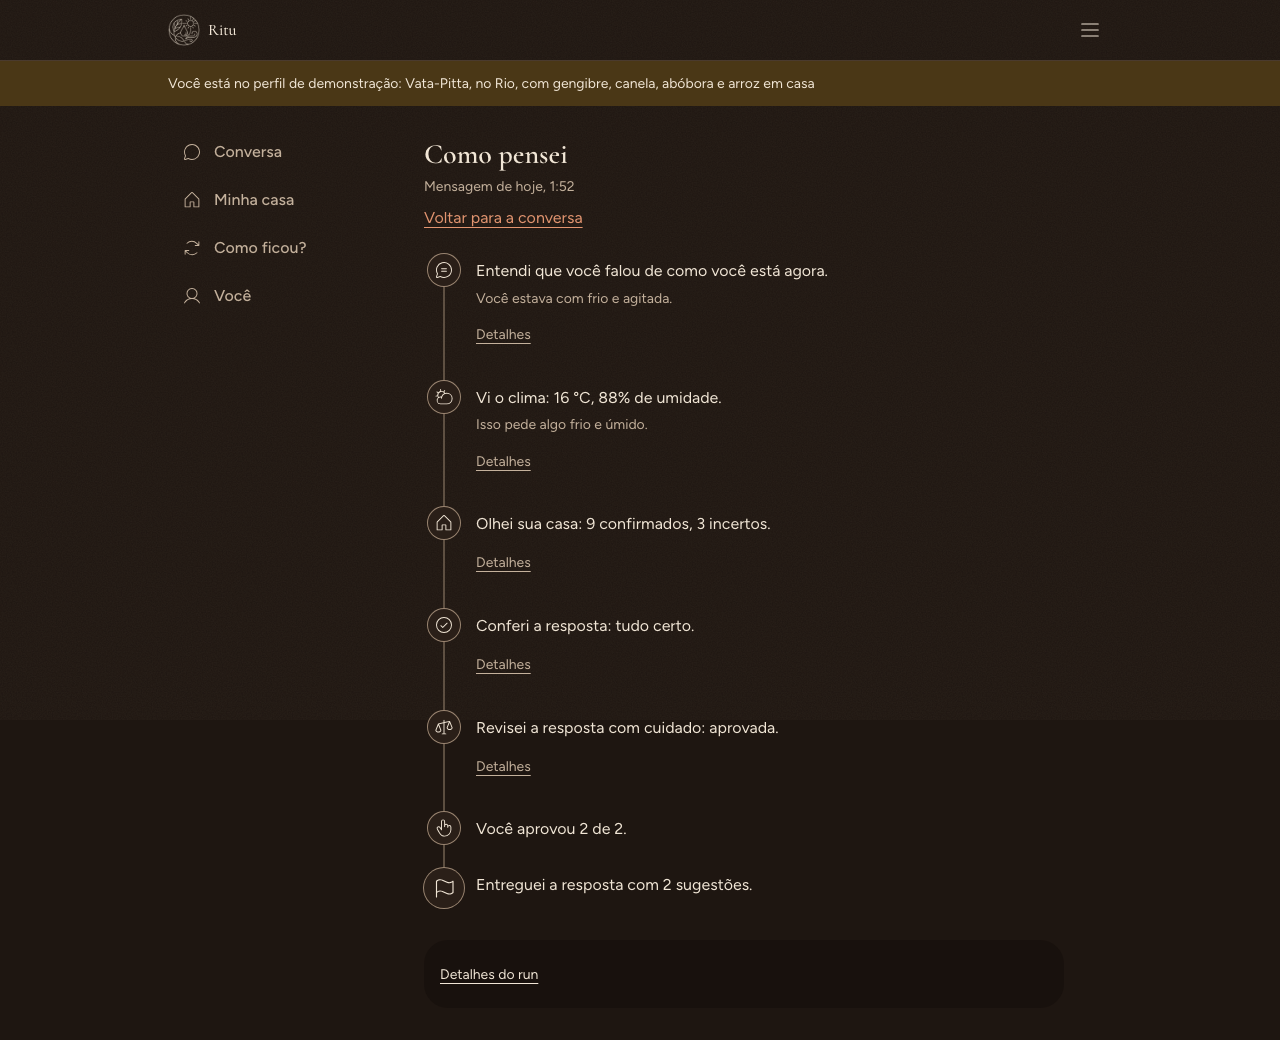 Ritu
Você está no perfil de demonstração: Vata-Pitta, no Rio, com gengibre, canela, abóbora e arroz em casa
Conversa
Minha casa
Como ficou?
Você
Como pensei
Mensagem de hoje, 1:52
Voltar para a conversa
Entendi que você falou de como você está agora.
Você estava com frio e agitada.
Detalhes
Vi o clima: 16 °C, 88% de umidade.
Isso pede algo frio e úmido.
Detalhes
Olhei sua casa: 9 confirmados, 3 incertos.
Detalhes
Conferi a resposta: tudo certo.
Detalhes
Revisei a resposta com cuidado: aprovada.
Detalhes
Você aprovou 2 de 2.
Entreguei a resposta com 2 sugestões.
Detalhes do run